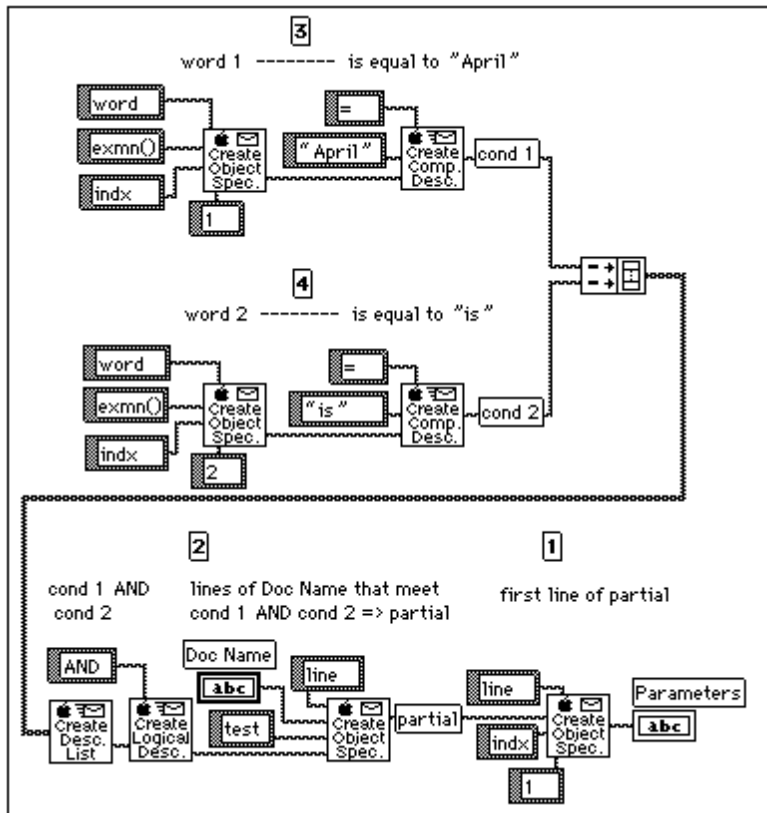 3
word 1 -------- is equal to "April"
word
=
exmn()
Create
Object
Spec.
"April"
Create
Comp.
Desc.
cond 1
indx
1
4
word 2 -------- is equal to "is"
word
=
exmn()
Create
Object
Spec.
"is"
Create
Comp.
Desc.
cond 2
indx
2
2
1
cond 1 AND
cond 2
lines of Doc Name that meet
cond 1 AND cond 2 => partial
first line of partial
AND
Doc Name
abc
line
line
Parameters
abc
Create
Desc.
List
Create
Logical
Desc.
test
Create
Object
Spec.
partial
indx
Create
Object
Spec.
1